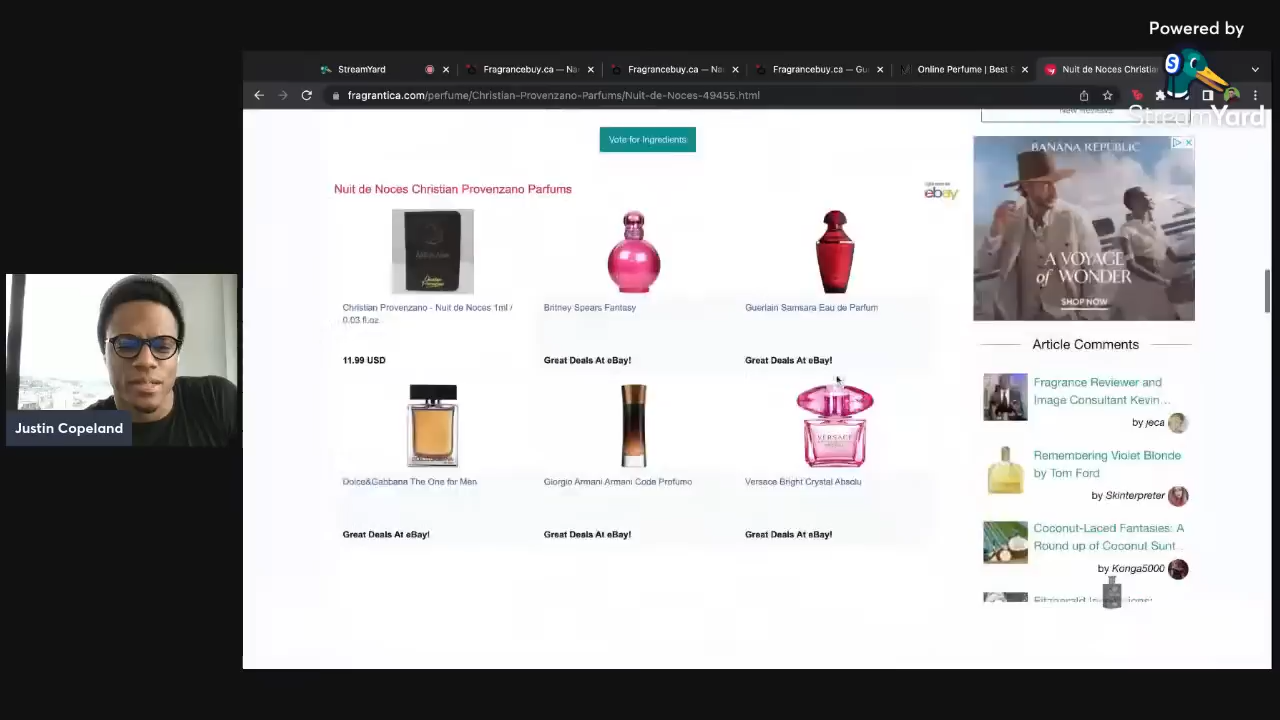 Powered by
StreamYard
StreamYard
Fragrancebuy.ca — Na
Fragrancebuy.ca — Na
Fragrancebuy.ca — Gu
Online Perfume | Best S
Nuit de Noces Christia
fragrantica.com/perfume/Christian-Provenzano-Parfums/Nuit-de-Noces-49455.html
New Reviews
Vote for Ingredients
Nuit de Noces Christian Provenzano Parfums
ebay
BANANA REPUBLIC
A VOYAGE
of WONDER
SHOP NOW
Christian Provenzano - Nuit de Noces 1ml /
0.03 fl.oz
11.99 USD
Britney Spears Fantasy
Great Deals At eBay!
Guerlain Samsara Eau de Parfum
Great Deals At eBay!
VERSACE
Dolce&Gabbana The One for Men
Great Deals At eBay!
Giorgio Armani Armani Code Profumo
Great Deals At eBay!
Versace Bright Crystal Absolu
Great Deals At eBay!
Article Comments
Fragrance Reviewer and
Image Consultant Kevin...
by jeca
Remembering Violet Blonde
by Tom Ford
by Skinterpreter
Coconut-Laced Fantasies: A
Round up of Coconut Sunt...
by Konga5000
Justin Copeland